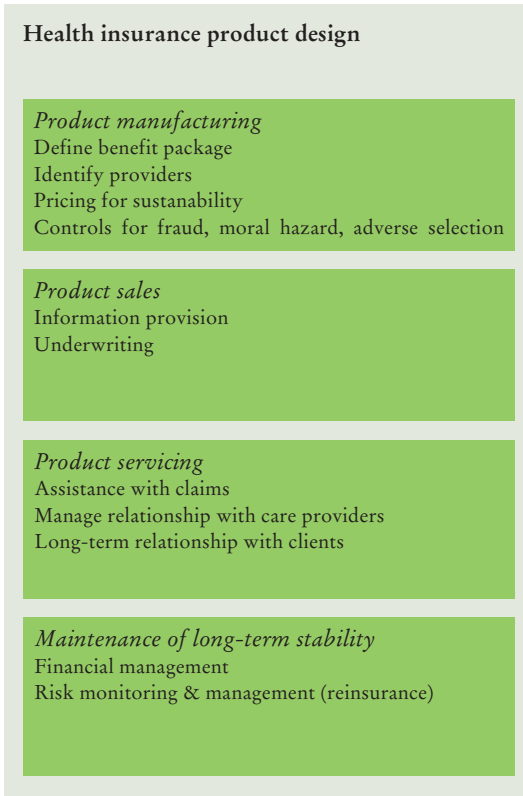 Health insurance product design
Product manufacturing
Define benefit package
Identify providers
Pricing for sustanability
Controls for fraud, moral hazard, adverse selection
Product sales
Information provision
Underwriting
Product servicing
Assistance with claims
Manage relationship with care providers
Long-term relationship with clients
Maintenance of long-term stability
Financial management
Risk monitoring & management (reinsurance)